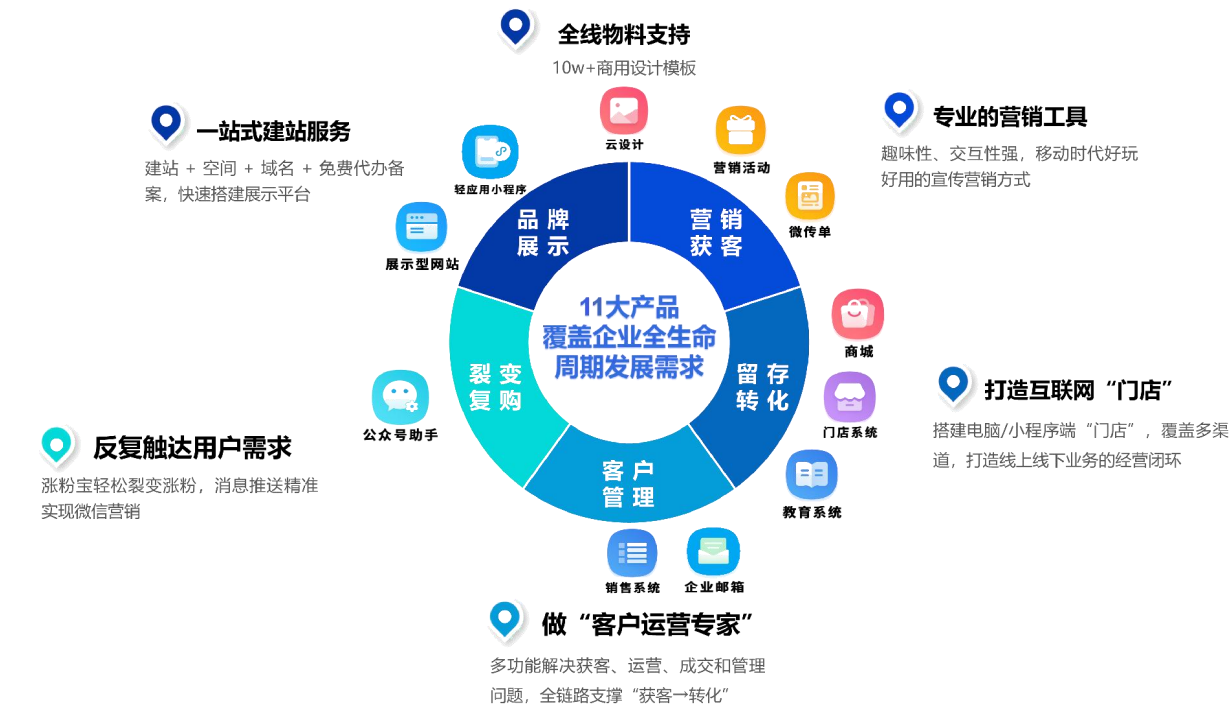 全线物料支持
10w+商用设计模板
云设计
一站式建站服务
建站 + 空间 + 域名 + 免费代办备
案，快速搭建展示平台
轻应用小程序
展示型网站
专业的营销工具
趣味性、交互性强，移动时代好玩
好用的宣传营销方式
营销活动
微传单
品牌
展示
营销
获客
11大产品
覆盖企业全生命
周期发展需求
裂变
复购
留存
转化
客户
管理
商城
门店系统
教育系统
打造互联网“门店”
搭建电脑/小程序端“门店”，覆盖多渠
道，打造线上线下业务的经营闭环
公众号助手
反复触达用户需求
涨粉宝轻松裂变涨粉，消息推送精准
实现微信营销
销售系统
企业邮箱
做“客户运营专家”
多功能解决获客、运营、成交和管理
问题，全链路支撑“获客→转化”